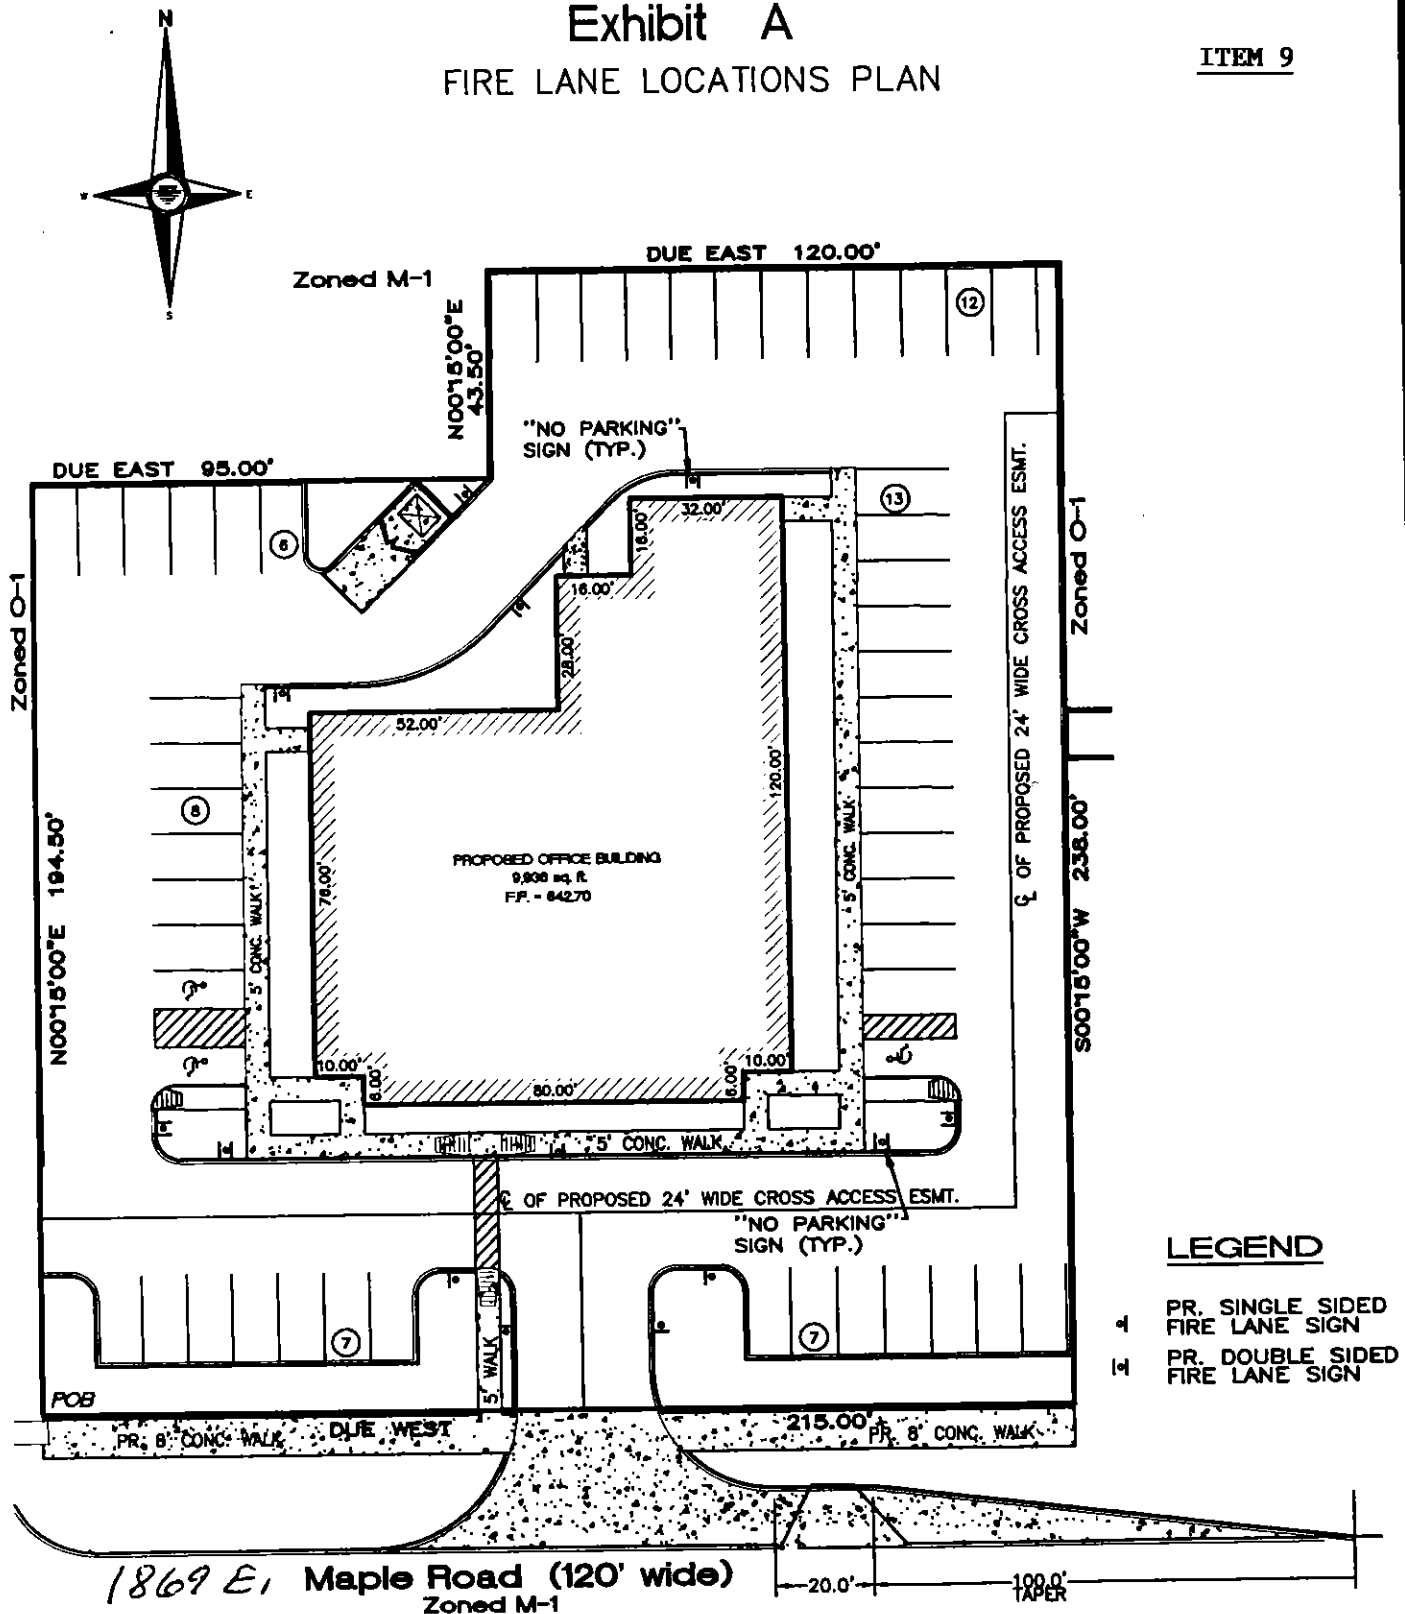 Exhibit A
FIRE LANE LOCATIONS PLAN
ITEM 9
N
W
E
S
DUE EAST 120.00'
Zoned M-1
N00°15'00"E
43.50'
12
"NO PARKING"
SIGN (TYP.)
DUE EAST 95.00'
6
13
32.00'
16.00'
16.00'
28.00'
52.00'
Zoned O-1
Zoned O-1
℄ OF PROPOSED 24' WIDE CROSS ACCESS ESMT.
8
120.00'
76.00'
PROPOSED OFFICE BUILDING
9,936 sq. ft.
F.F. = 642.70
N00°15'00"E 194.50'
S00°15'00"W 238.00'
5' CONC. WALK
5' CONC. WALK
10.00'
6.00'
80.00'
6.00'
10.00'
5' CONC. WALK
℄ OF PROPOSED 24' WIDE CROSS ACCESS ESMT.
"NO PARKING"
SIGN (TYP.)
LEGEND
PR. SINGLE SIDED
FIRE LANE SIGN
PR. DOUBLE SIDED
FIRE LANE SIGN
7
7
5' WALK
POB
DUE WEST 215.00'
PR. 8' CONC. WALK
PR. 8' CONC. WALK
1869 E. Maple Road (120' wide)
Zoned M-1
20.0'
100.0'
TAPER